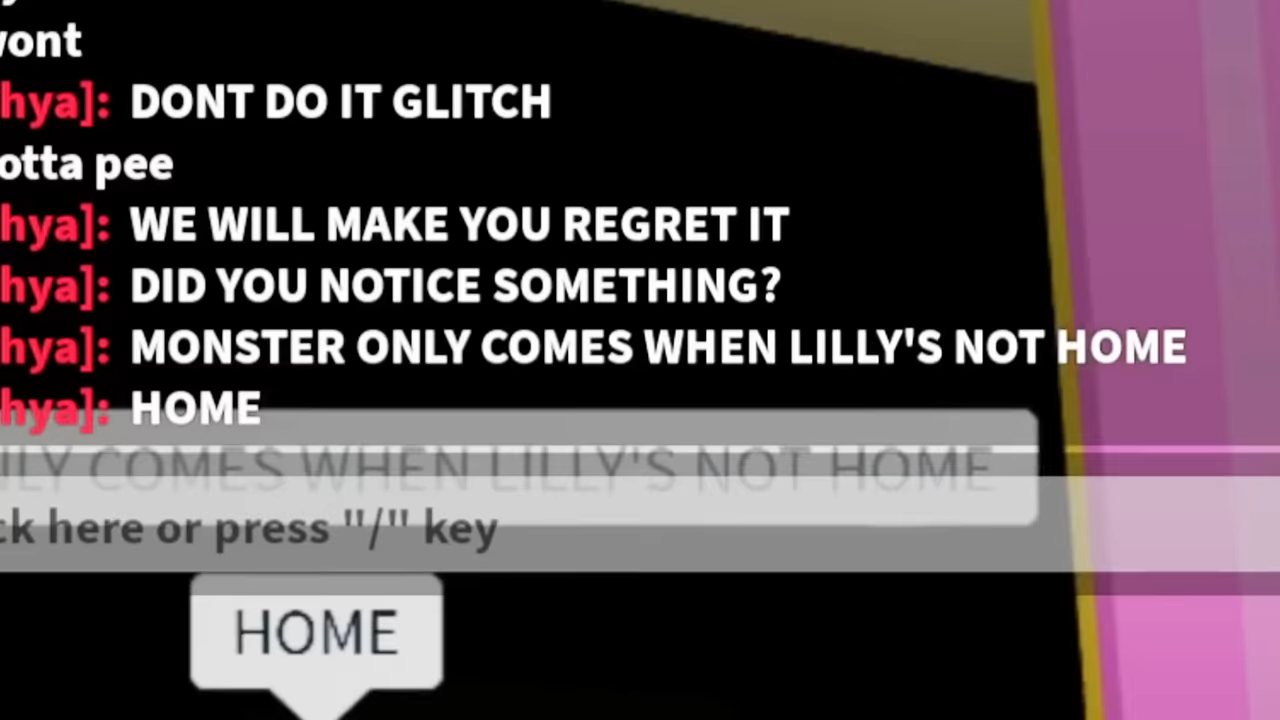 wont
hya]: DONT DO IT GLITCH
otta pee
hya]: WE WILL MAKE YOU REGRET IT
hya]: DID YOU NOTICE SOMETHING?
hya]: MONSTER ONLY COMES WHEN LILLY'S NOT HOME
hya]: HOME
NLY COMES WHEN LILLY'S NOT HOME
ck here or press "/" key
HOME